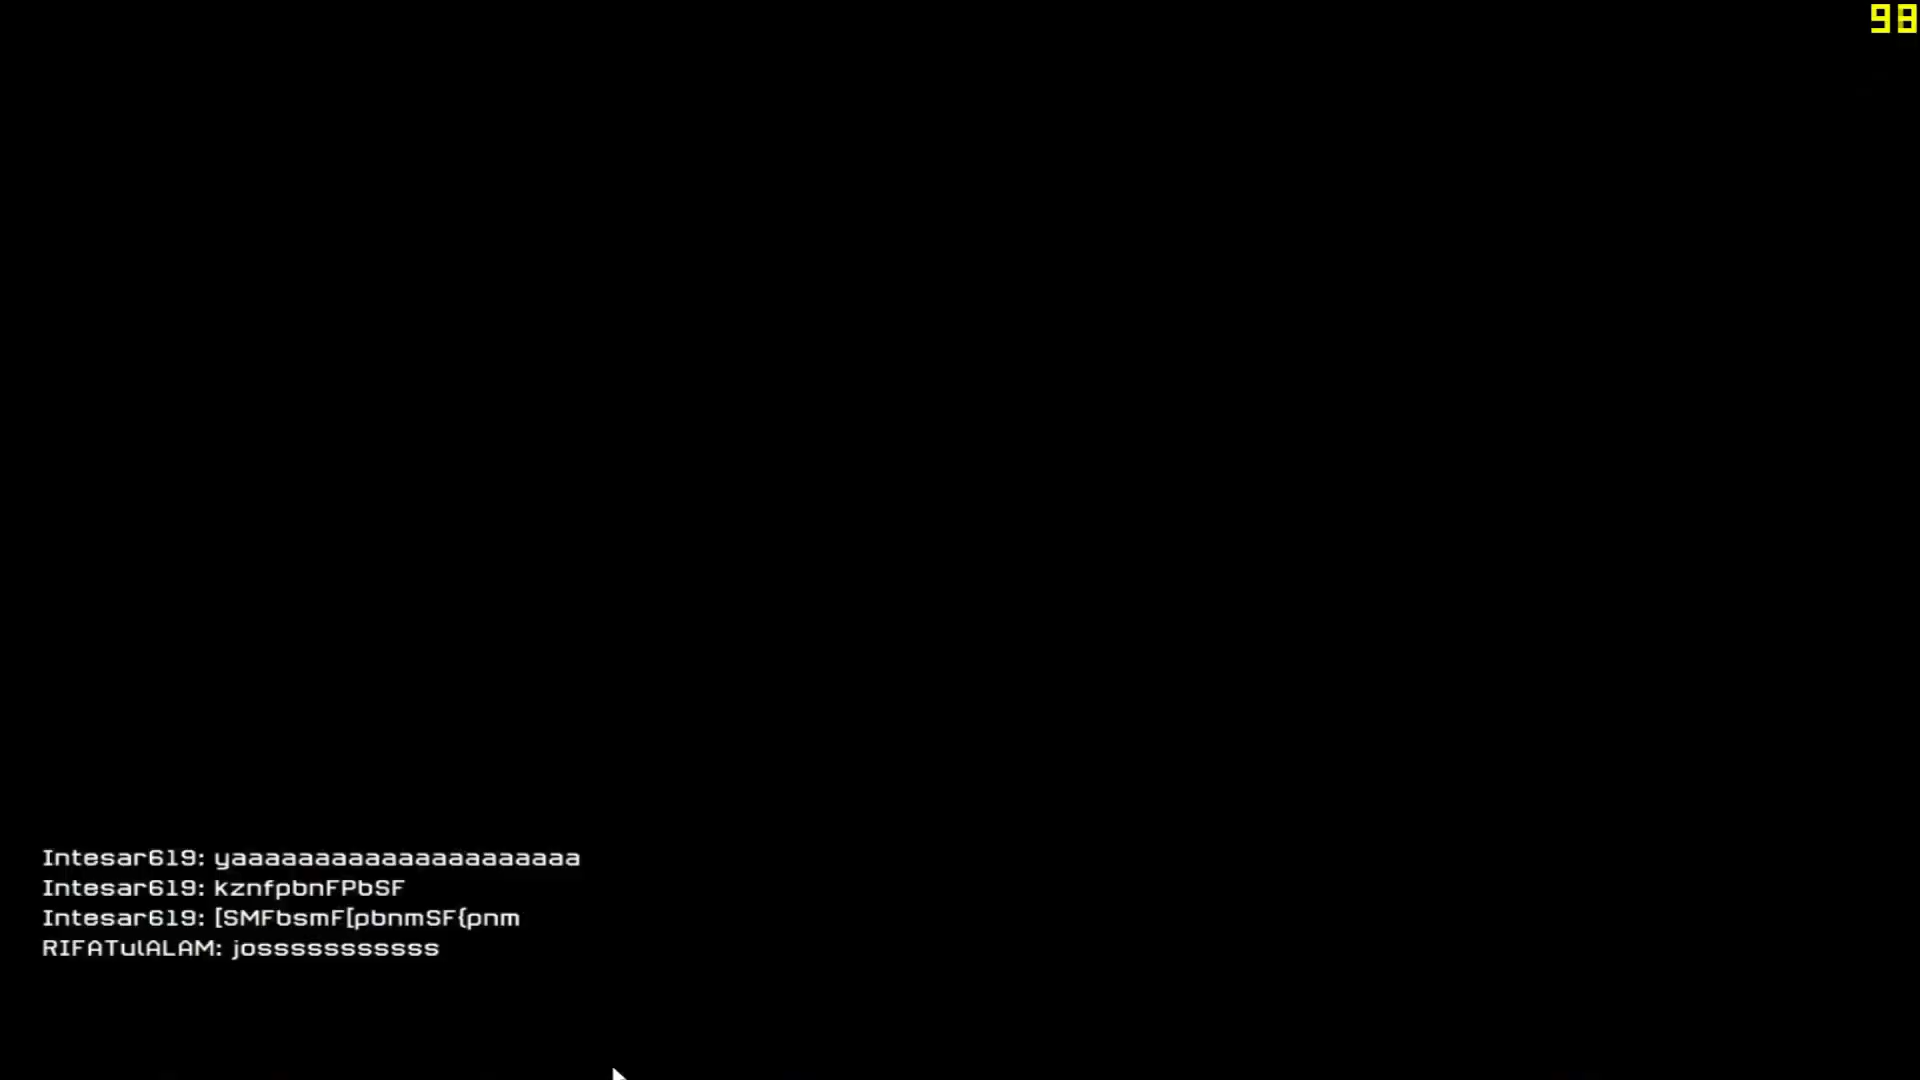 98
Intesar619: yaaaaaaaaaaaaaaaaaaaaa
Intesar619: kznfpbnFPbSF
Intesar619: [SMFbsmF[pbnmSF{pnm
RIFATulALAM: josssssssssss